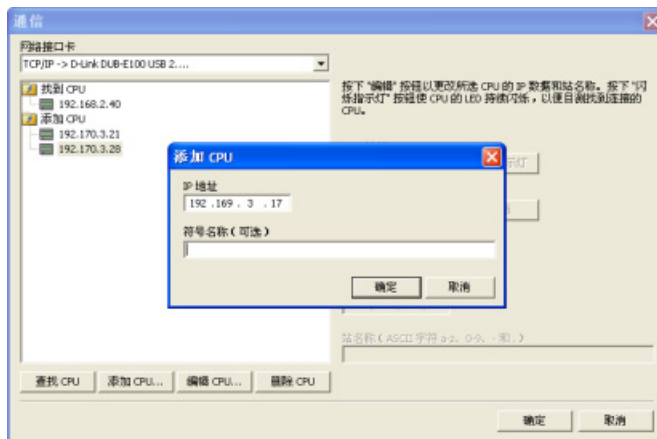 通信
网络接口卡
TCP/IP -> D-Link DUB-E100 USB 2....
找到 CPU
192.168.2.40
添加 CPU
192.170.3.21
192.170.3.28
按下“编辑”按钮以更改所选 CPU 的 IP 数据和站名称。按下“闪
烁指示灯”按钮使 CPU 的 LED 持续闪烁，以便目测找到连接的
CPU。
示灯
添加 CPU
IP 地址
192 .169 . 3 .17
符号名称(可选)
确定
取消
站名称(ASCII 字符 a-z、0-9、- 和 .)
查找 CPU
添加 CPU...
编辑 CPU...
删除 CPU
确定
取消